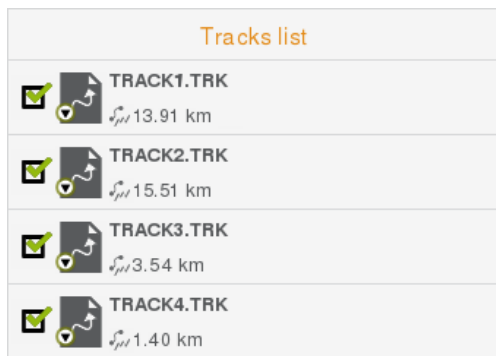 Tracks list
TRACK1.TRK
13.91 km
TRACK2.TRK
15.51 km
TRACK3.TRK
3.54 km
TRACK4.TRK
1.40 km